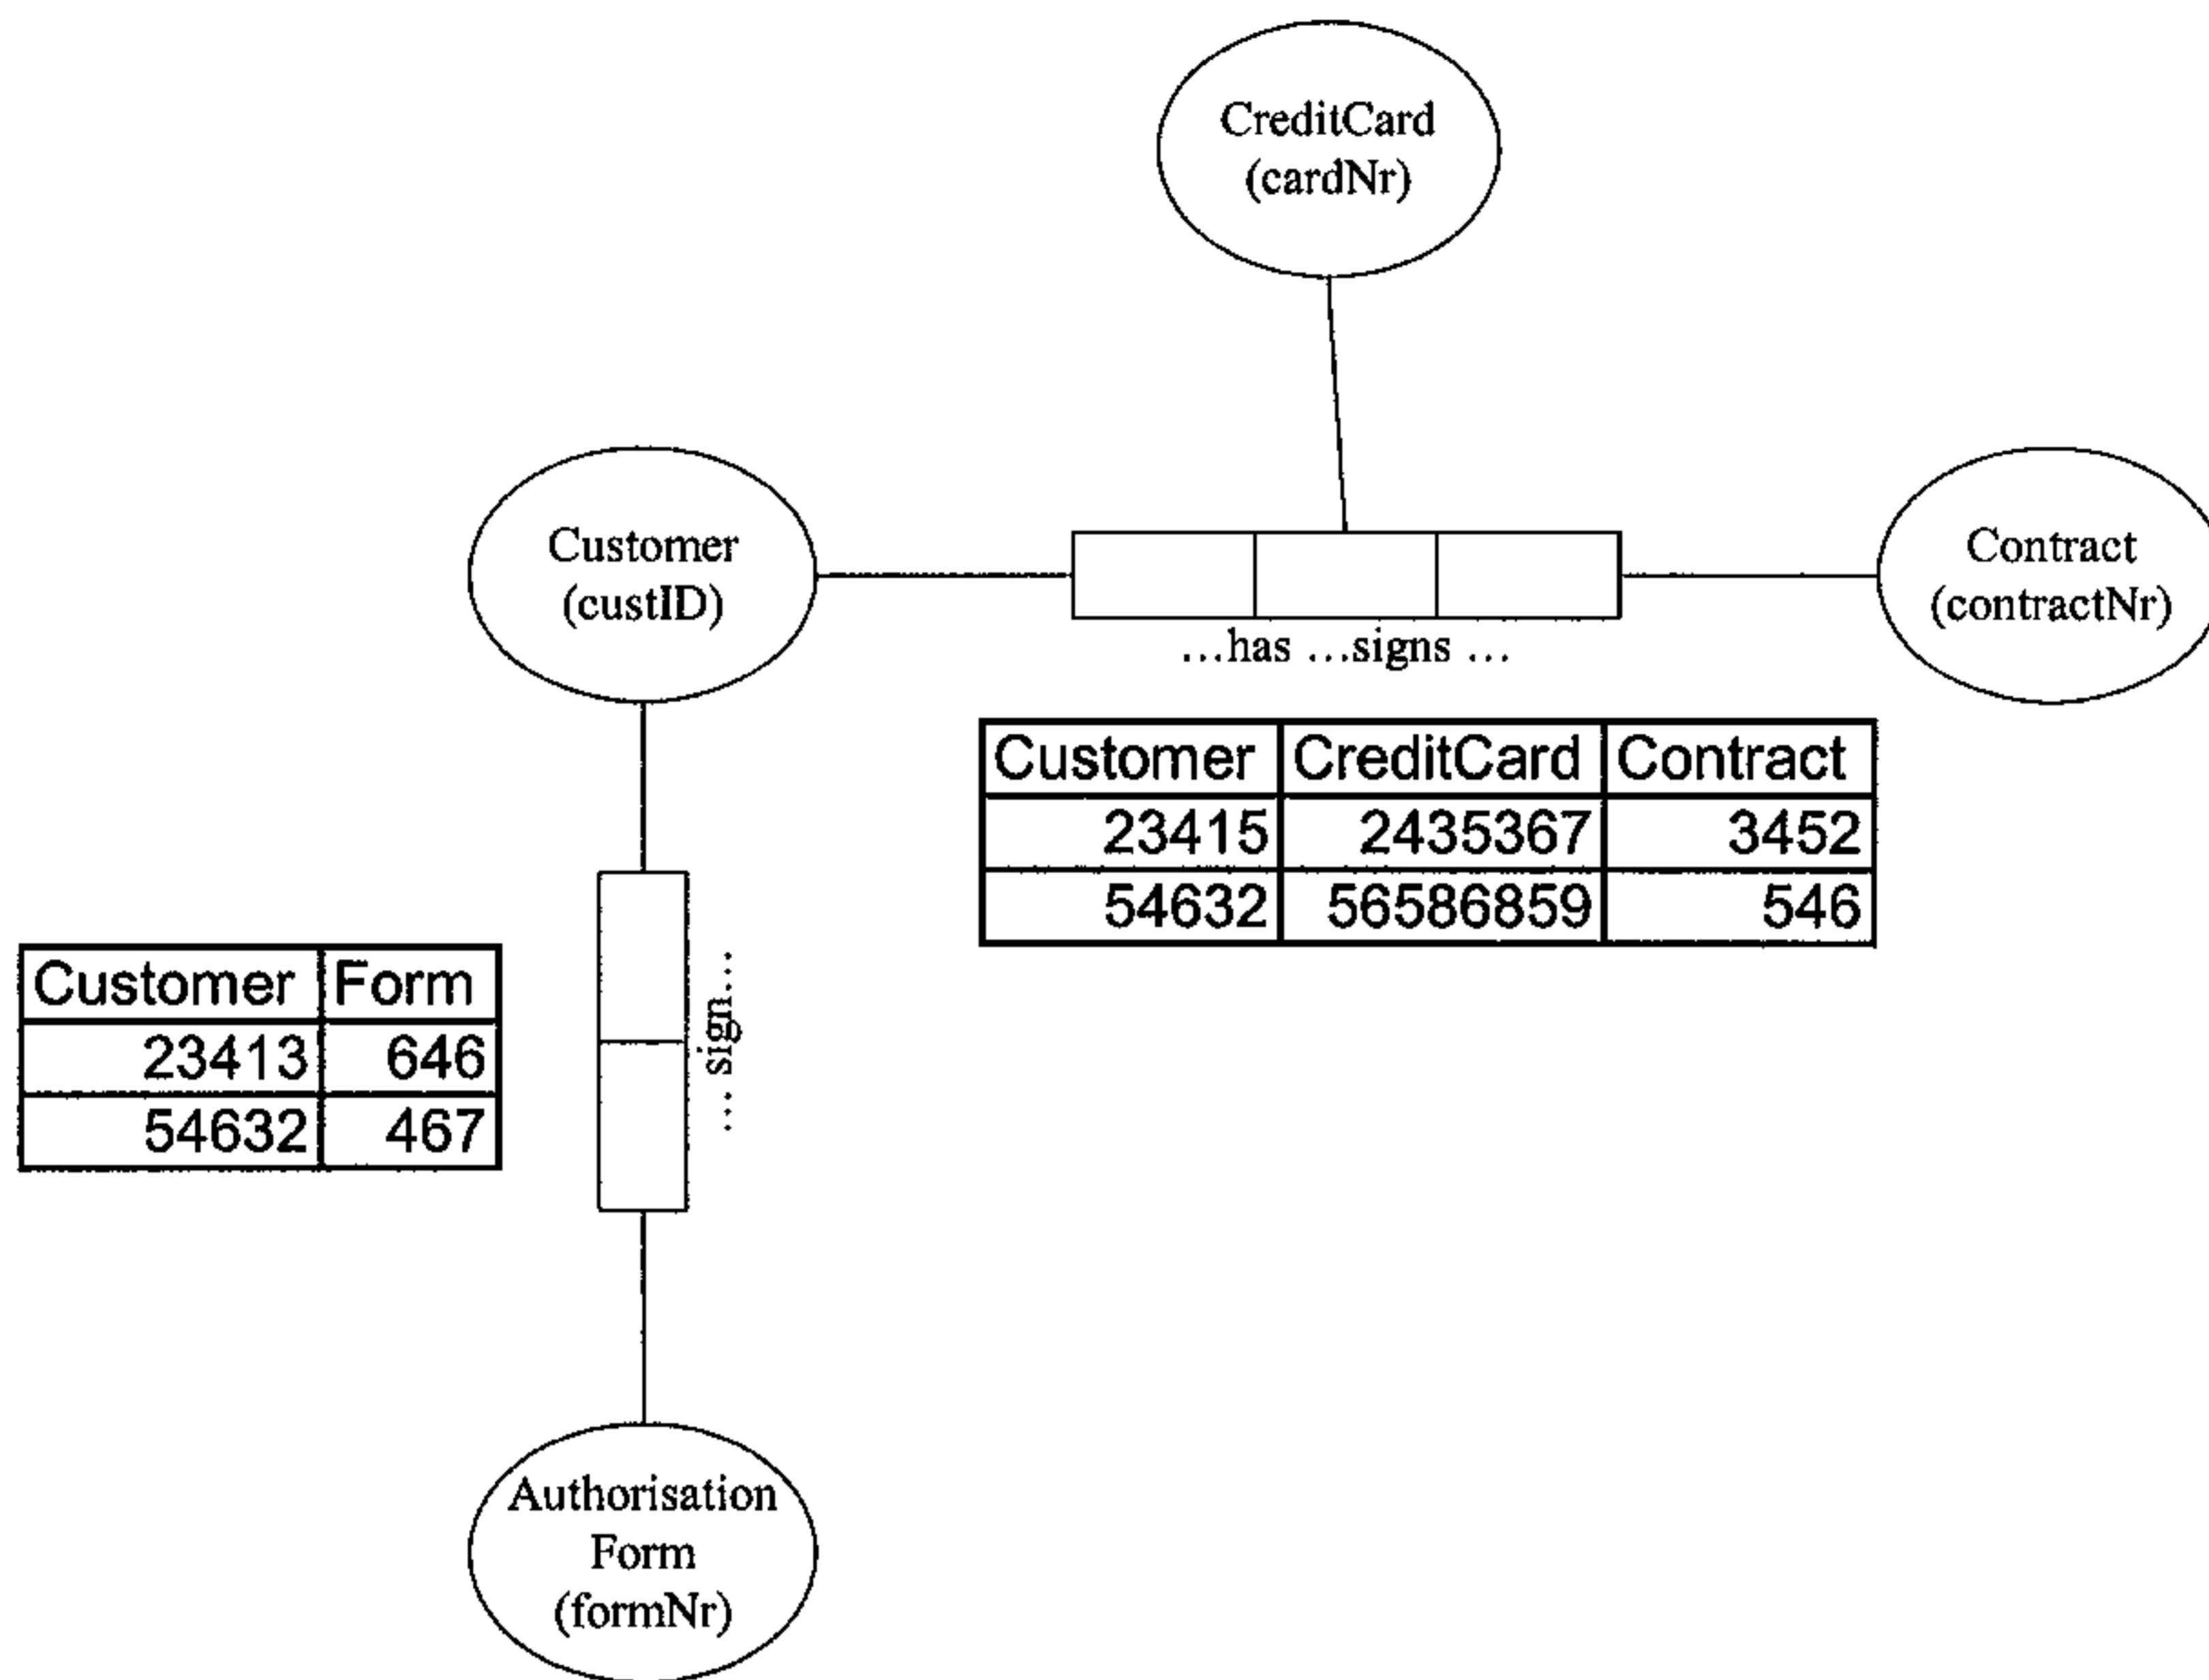 CreditCard
(cardNr)
Customer
(custID)
Contract
(contractNr)
...has ...signs ...
Customer CreditCard Contract
23415 2435367 3452
54632 56586859 546
Customer Form
23413 646
54632 467
... sign...
Authorisation
Form
(formNr)